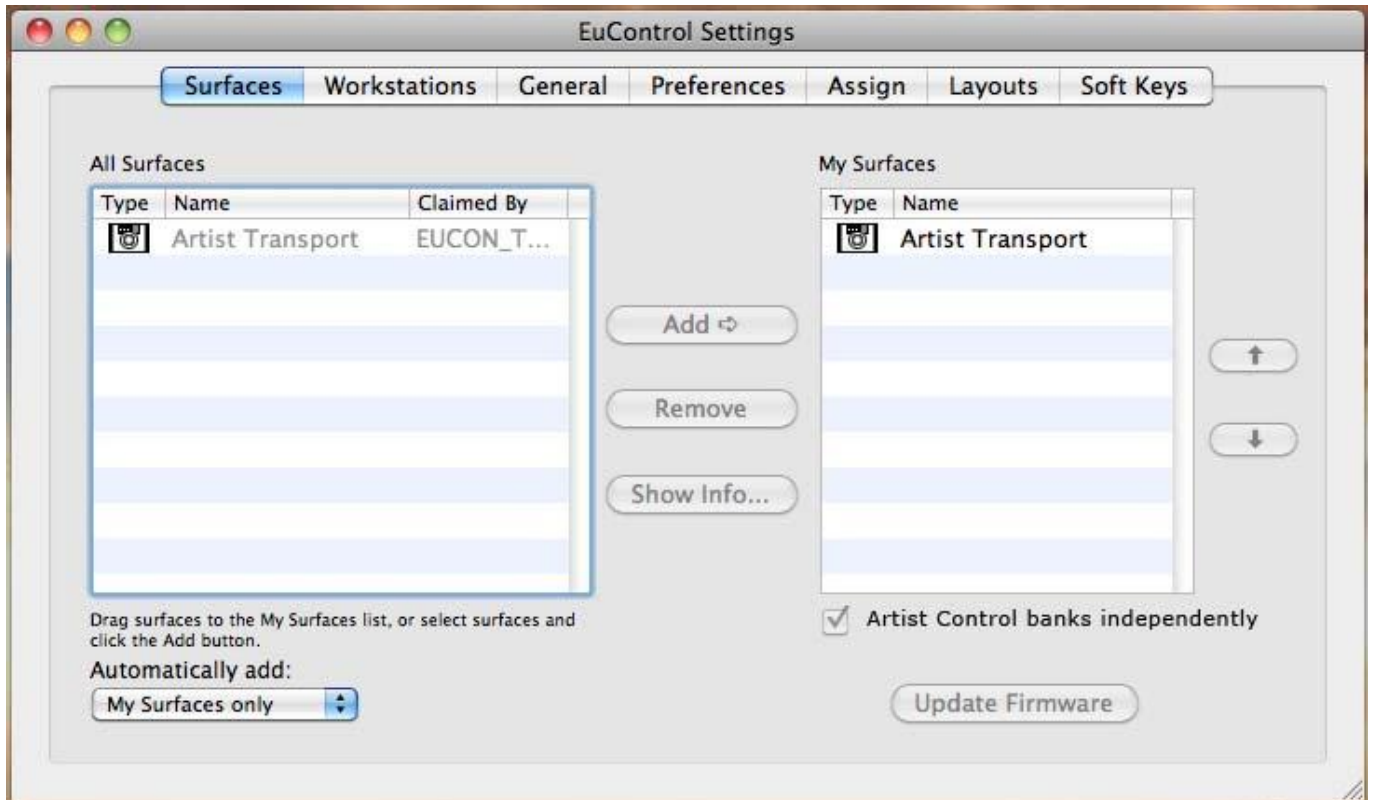 EuControl Settings
Surfaces Workstations General Preferences Assign Layouts Soft Keys
All Surfaces
Type Name Claimed By
Artist Transport EUCON_T...
Drag surfaces to the My Surfaces list, or select surfaces and
click the Add button.
Automatically add:
My Surfaces only
Add
Remove
Show Info...
My Surfaces
Type Name
Artist Transport
Artist Control banks independently
Update Firmware